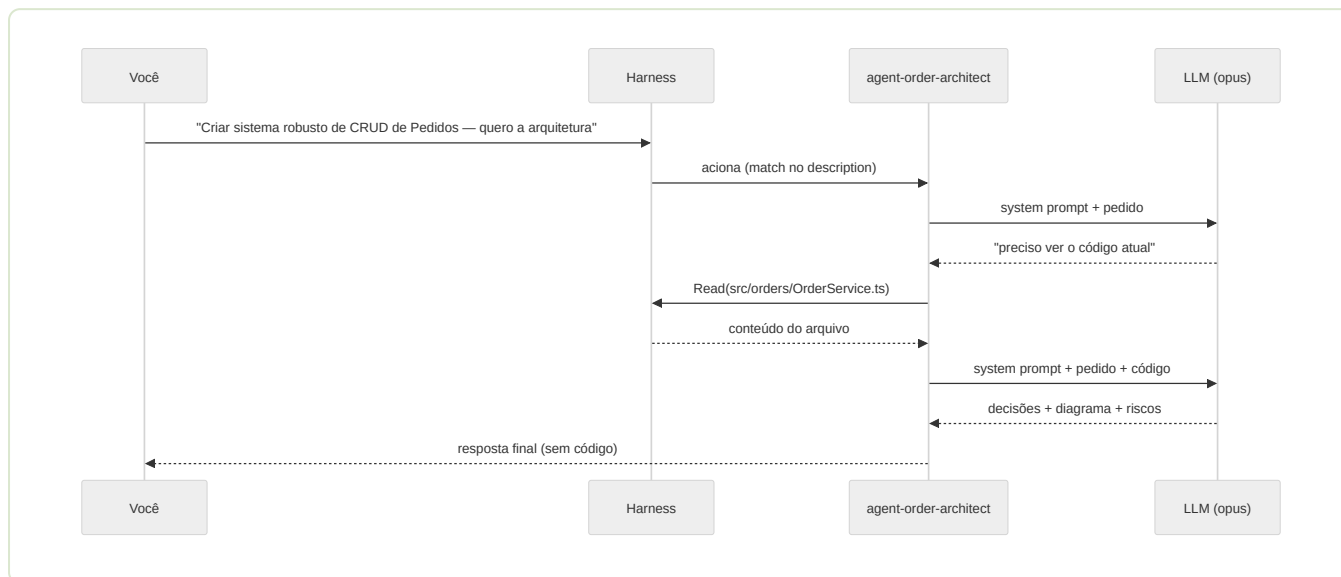 Você
Harness
agent-order-architect
LLM (opus)
"Criar sistema robusto de CRUD de Pedidos — quero a arquitetura"
aciona (match no description)
system prompt + pedido
"preciso ver o código atual"
Read(src/orders/OrderService.ts)
conteúdo do arquivo
system prompt + pedido + código
decisões + diagrama + riscos
resposta final (sem código)
Você
Harness
agent-order-architect
LLM (opus)